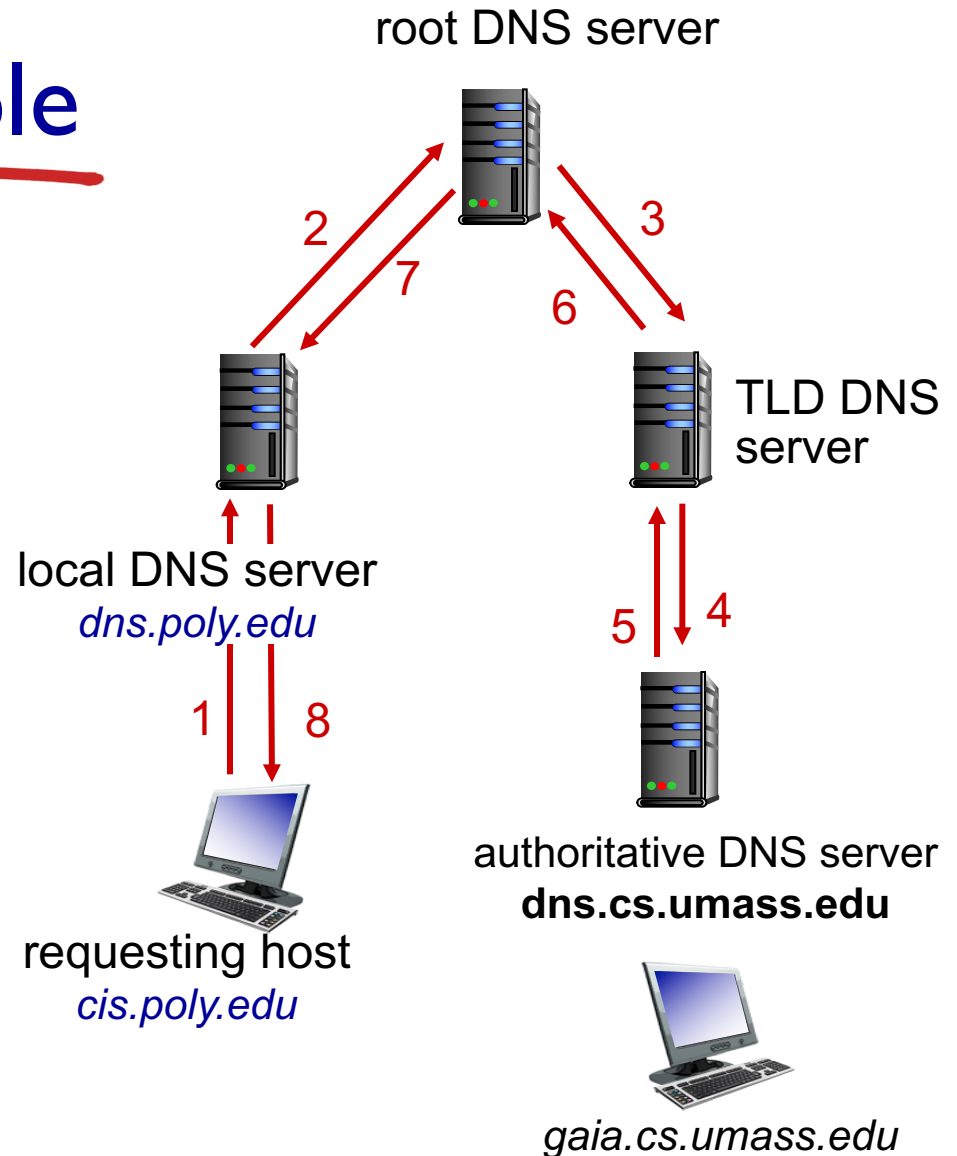 root DNS server
ole
2
3
7
6
TLD DNS
server
local DNS server
dns.poly.edu
5
4
1
8
authoritative DNS server
dns.cs.umass.edu
requesting host
cis.poly.edu
gaia.cs.umass.edu